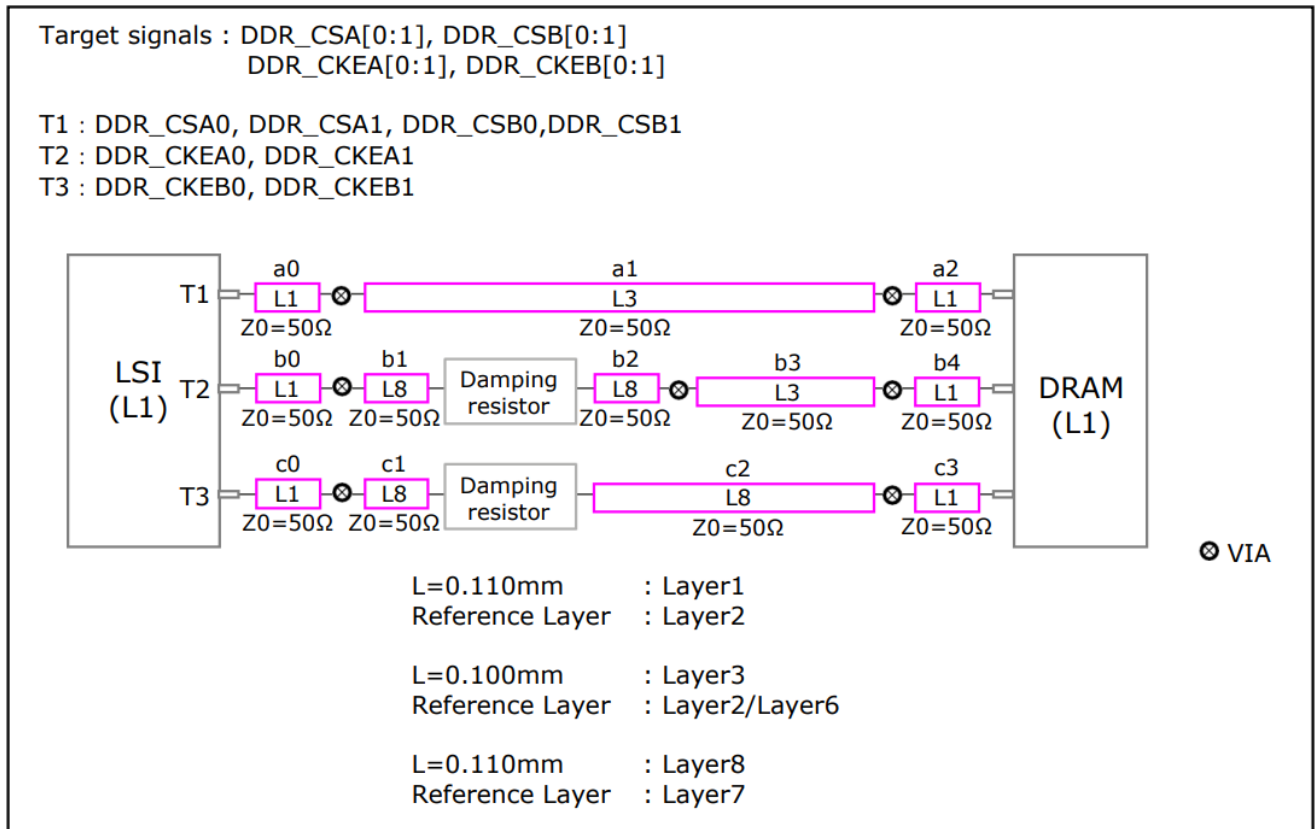 Target signals : DDR_CSA[0:1], DDR_CSB[0:1]
DDR_CKEA[0:1], DDR_CKEB[0:1]
T1 : DDR_CSA0, DDR_CSA1, DDR_CSB0,DDR_CSB1
T2 : DDR_CKEA0, DDR_CKEA1
T3 : DDR_CKEB0, DDR_CKEB1
a0 a1 a2
T1 L1 L3 L1
Z0=50Ω Z0=50Ω Z0=50Ω
b0 b1 b2 b3 b4
LSI
(L1)
T2 L1 L8 Damping resistor L8 L3 L1
Z0=50Ω Z0=50Ω Z0=50Ω Z0=50Ω Z0=50Ω
DRAM
(L1)
c0 c1 c2 c3
T3 L1 L8 Damping resistor L8 L1
Z0=50Ω Z0=50Ω Z0=50Ω Z0=50Ω
VIA
L=0.110mm : Layer1
Reference Layer : Layer2
L=0.100mm : Layer3
Reference Layer : Layer2/Layer6
L=0.110mm : Layer8
Reference Layer : Layer7